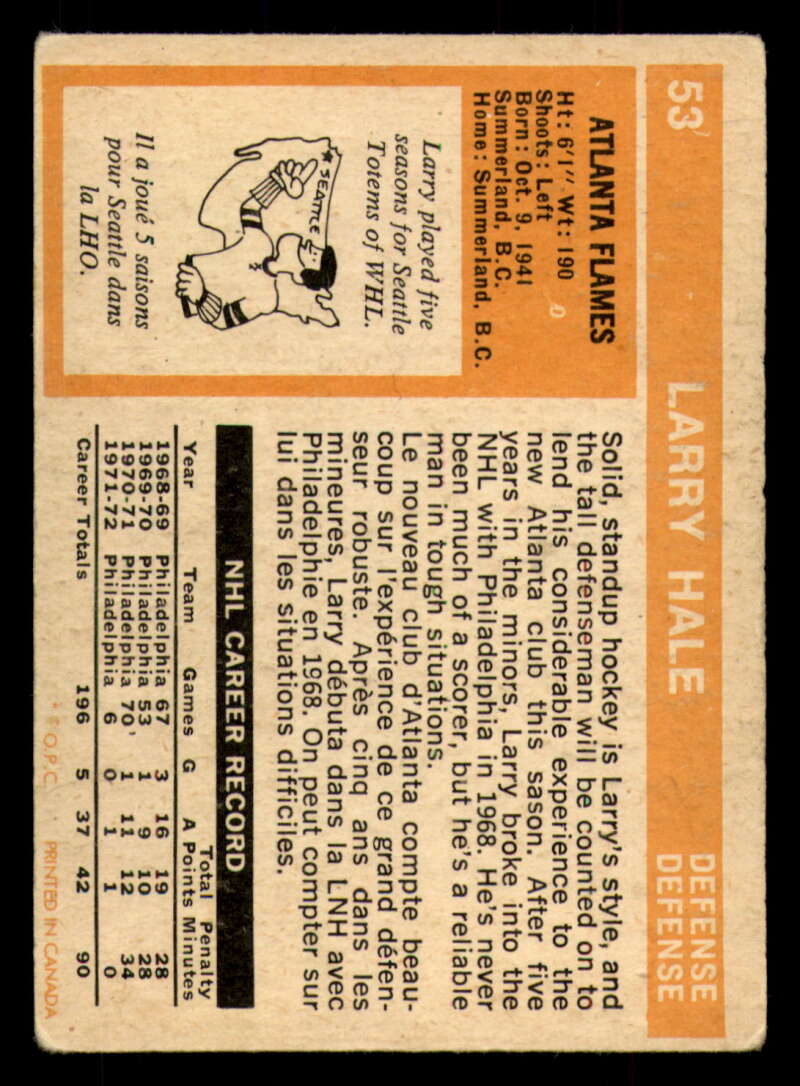 53 LARRY HALE DEFENSE
DEFENSE
ATLANTA FLAMES
Ht: 6'1" Wt: 190
Shoots: Left
Born: Oct. 9, 1941
Summerland, B.C.
Home: Summerland, B.C.
Larry played five
seasons for Seattle
Totems of WHL.
SEATTLE
Il a joué 5 saisons
pour Seattle dans
la LHO.
Solid, standup hockey is Larry's style, and
the tall defenseman will be counted on to
lend his considerable experience to the
new Atlanta club this sason. After five
years in the minors, Larry broke into the
NHL with Philadelphia in 1968. He's never
been much of a scorer, but he's a reliable
man in tough situations.
Le nouveau club d'Atlanta compte beau-
coup sur l'expérience de ce grand défen-
seur robuste. Après cinq ans dans les
mineures, Larry débuta dans la LNH avec
Philadelphie en 1968. On peut compter sur
lui dans les situations difficiles.
NHL CAREER RECORD
Total Penalty
Year Team Games G A Points Minutes
1968-69 Philadelphia 67 3 16 19 28
1969-70 Philadelphia 53 1 9 10 28
1970-71 Philadelphia 70 1 11 12 34
1971-72 Philadelphia 6 0 1 1 0
Career Totals 196 5 37 42 90
O.P.C. PRINTED IN CANADA